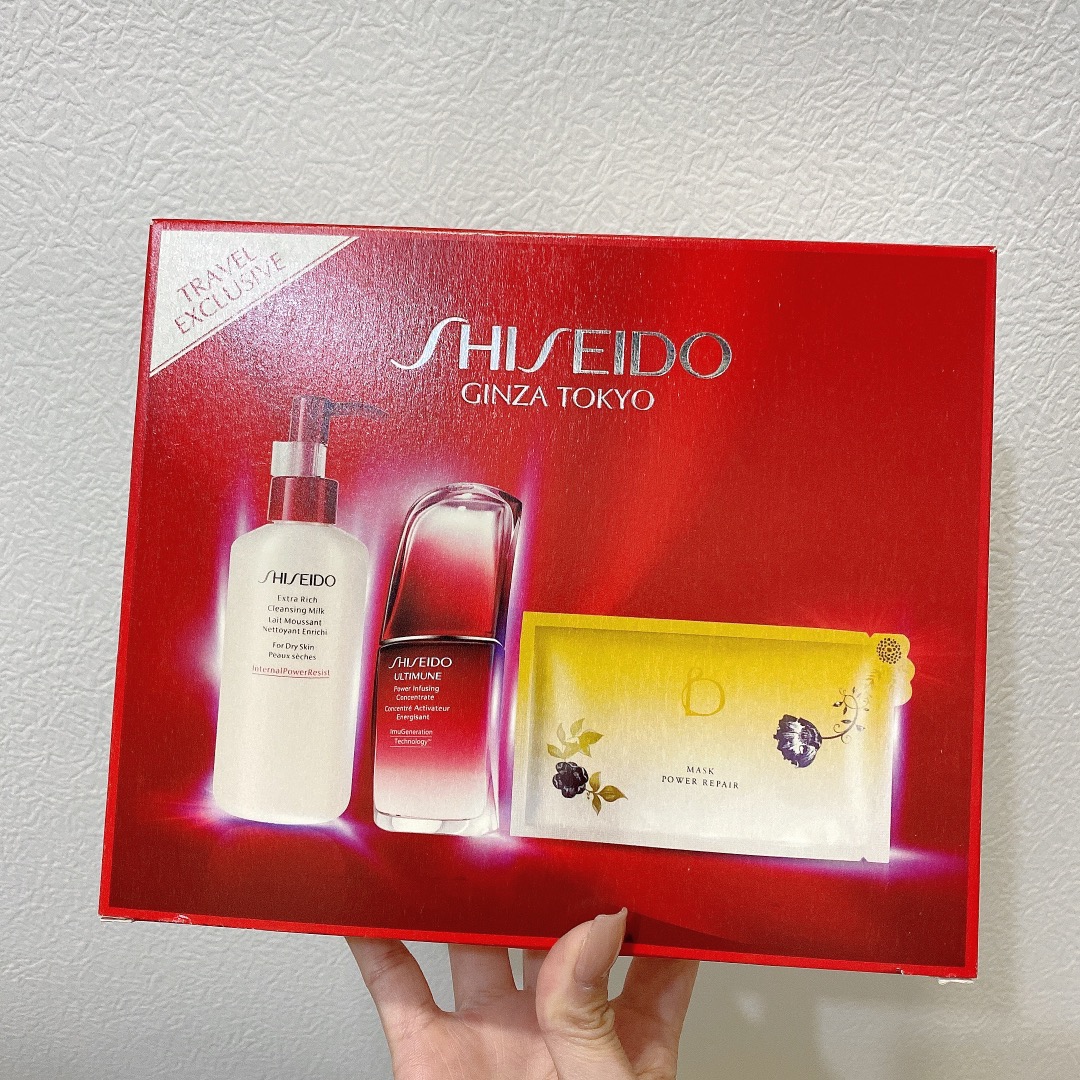 TRAVEL
EXCLUSIVE
SHISEIDO
GINZA TOKYO
SHISEIDO
Extra Rich
Cleansing Milk
Lait Moussant
Nettoyant Enrichi
For Dry Skin
Peaux sèches
InternalPowerResist
SHISEIDO
ULTIMUNE
Power Infusing
Concentrate
Concentré Activateur
Energisant
ImuGeneration
Technology™
MASK
POWER REPAIR